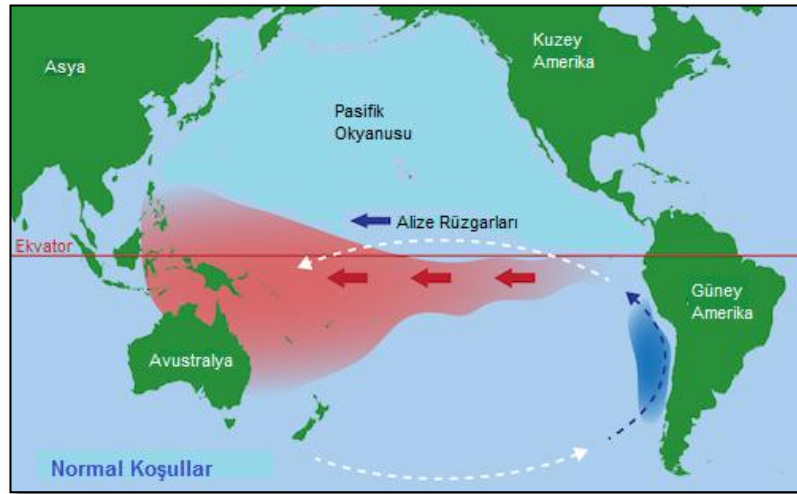 Asya
Kuzey
Amerika
Pasifik
Okyanusu
Alize Rüzgarları
Ekvator
Güney
Amerika
Avustralya
Normal Koşullar